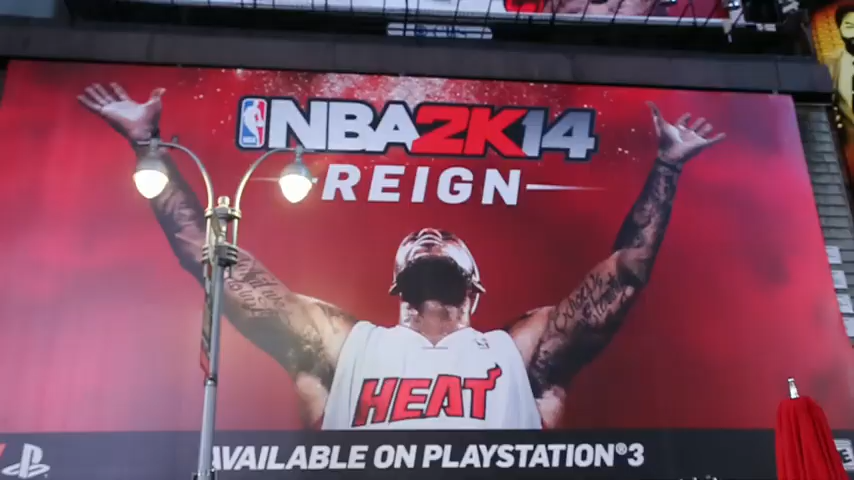 NBA2K14
REIGN
HEAT
AVAILABLE ON PLAYSTATION®3